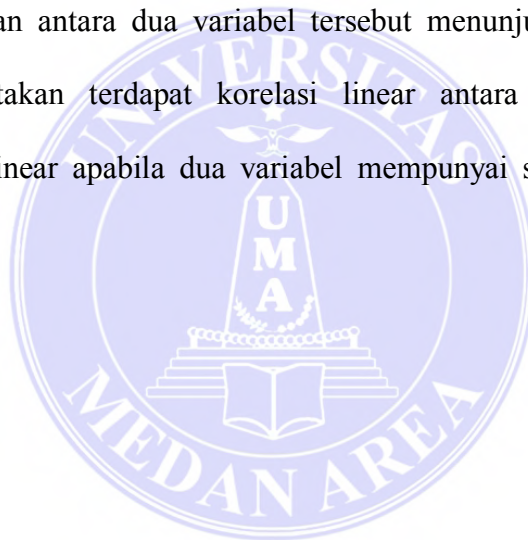 an antara dua variabel tersebut menunju
takan terdapat korelasi linear antara
inear apabila dua variabel mempunyai s
UNIVERSITAS
UMA
MEDAN AREA